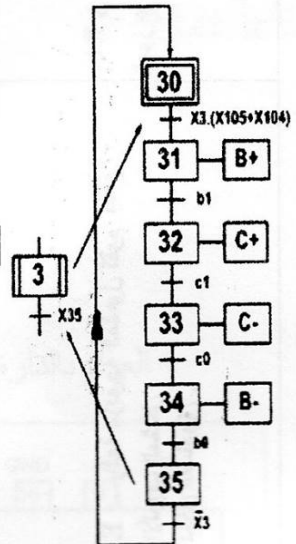 30
X3.(X105+X104)
31 B+
b1
32 C+
c1
3
33 C-
X35
c0
34 B-
b0
35
X̄3